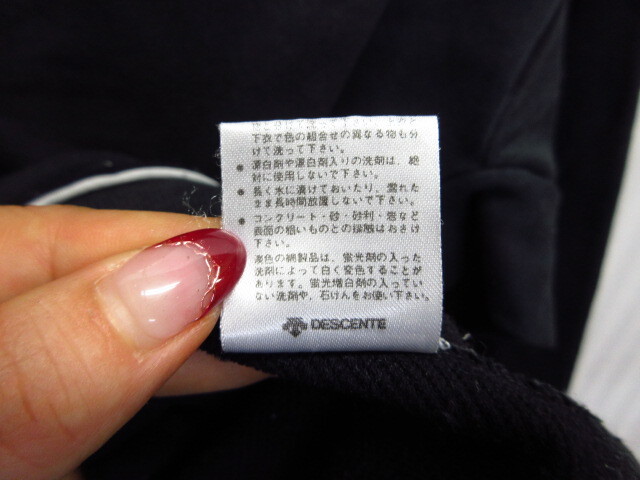 下衣で色の組合せの異なる物も分
けて洗って下さい。
● 漂白剤や漂白剤入りの洗剤は、絶
対に使用しないで下さい。
● 長く水に漬けておいたり、濡れた
まま長時間放置しないで下さい。
● コンクリート・砂・砂利・溶など
表面の粗いものとの接触はおさけ
下さい。
淡色の綿製品は、蛍光剤の入った
洗剤によって白く変色することが
あります。蛍光増白剤の入ってい
ない洗剤や、石けんをお使い下さい。
DESCENTE